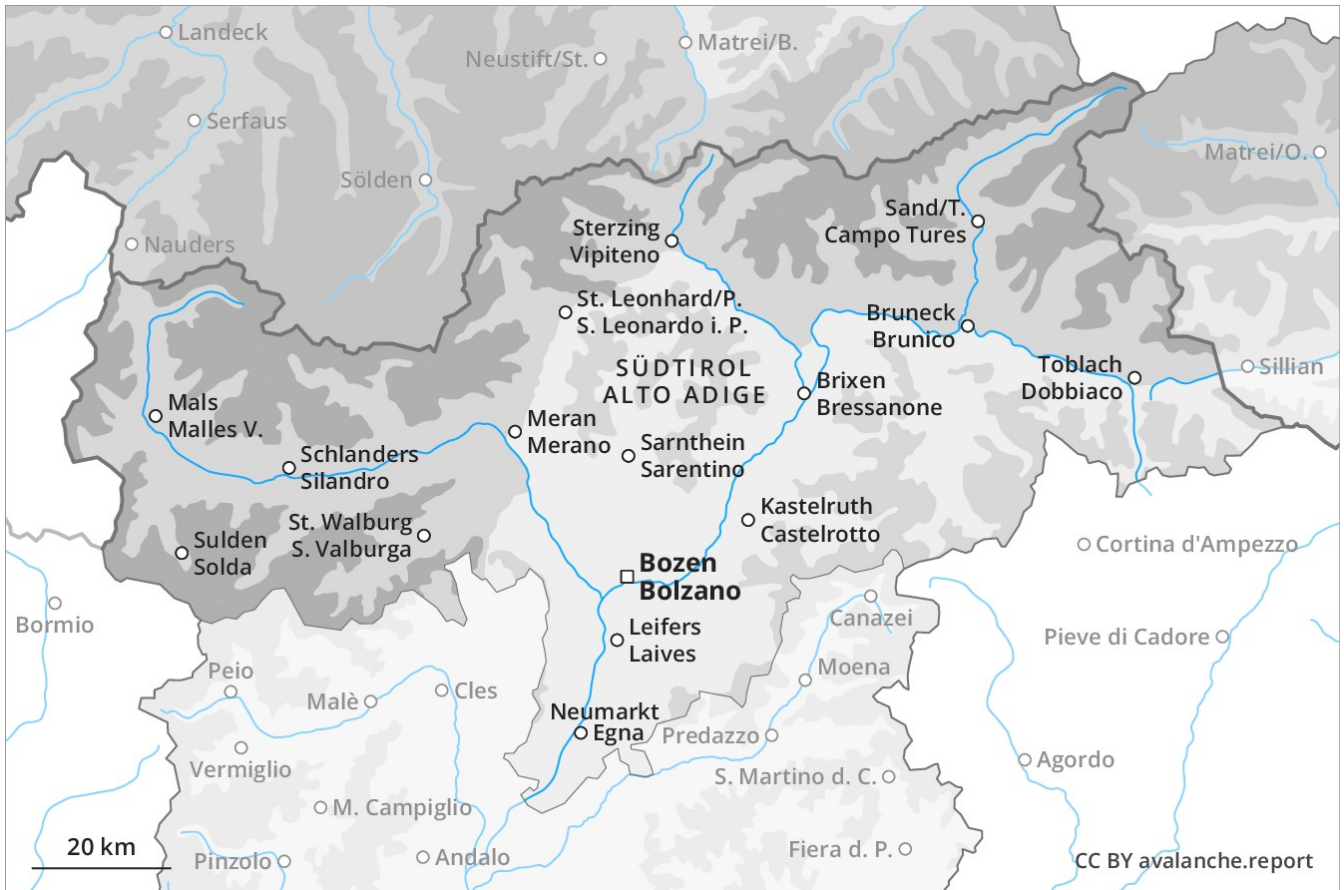 Landeck
Neustift/St.
Matrei/B.
Serfaus
Matrei/O.
Sölden
Sand/T.
Campo Tures
Sterzing
Vipiteno
Nauders
St. Leonhard/P.
S. Leonardo i. P.
Bruneck
Brunico
SÜDTIROL
ALTO ADIGE
Toblach
Dobbiaco
Sillian
Brixen
Bressanone
Mals
Malles V.
Meran
Merano
Sarnthein
Sarentino
Schlanders
Silandro
Kastelruth
Castelrotto
St. Walburg
S. Valburga
Sulden
Solda
Cortina d'Ampezzo
Bozen
Bolzano
Bormio
Canazei
Leifers
Laives
Pieve di Cadore
Peio
Moena
Malè
Cles
Neumarkt
Egna
Predazzo
Vermiglio
Agordo
S. Martino d. C.
M. Campiglio
20 km
Pinzolo
Andalo
Fiera d. P.
CC BY avalanche.report